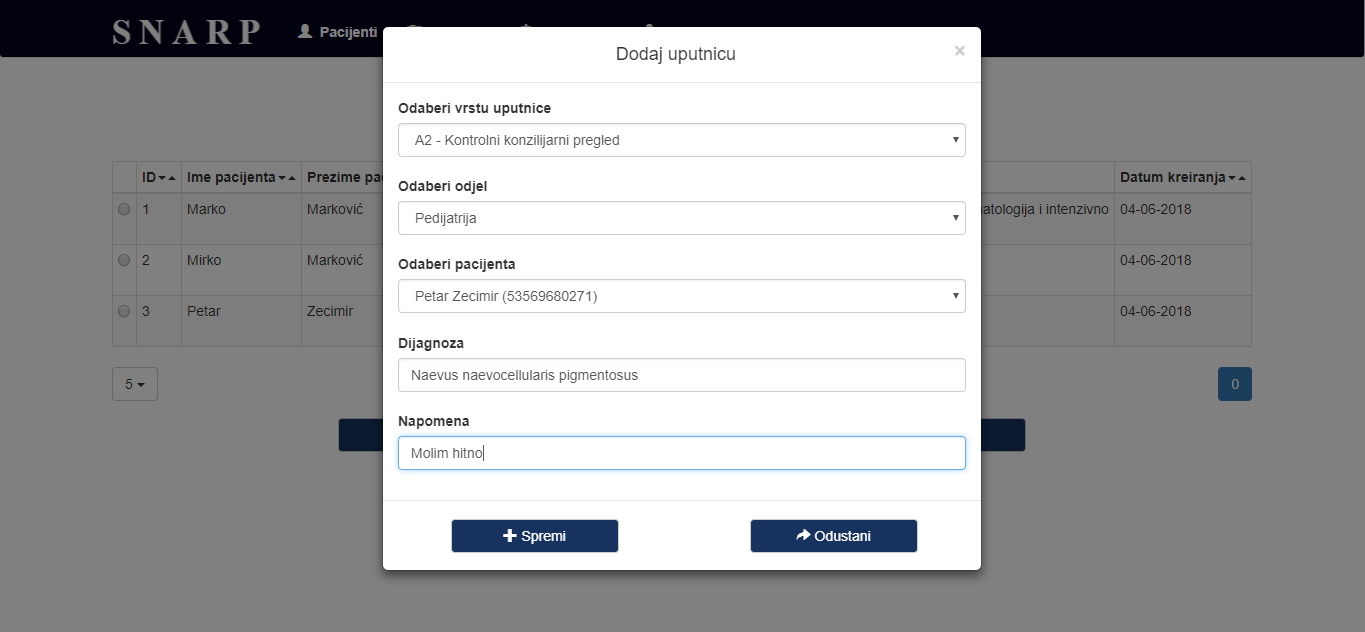 SNARP
Pacijenti
Dodaj uputnicu
×
Odaberi vrstu uputnice
A2 - Kontrolni konzilijarni pregled
Odaberi odjel
Pedijatrija
Odaberi pacijenta
Petar Zecimir (53569680271)
Dijagnoza
Naevus naevocellularis pigmentosus
Napomena
Molim hitno
Spremi
Odustani
ID Ime pacijenta Prezime Datum kreiranja
1 Marko Marković i intenzivno 04-06-2018
2 Mirko Marković 04-06-2018
3 Petar Zecimir 04-06-2018
5
0